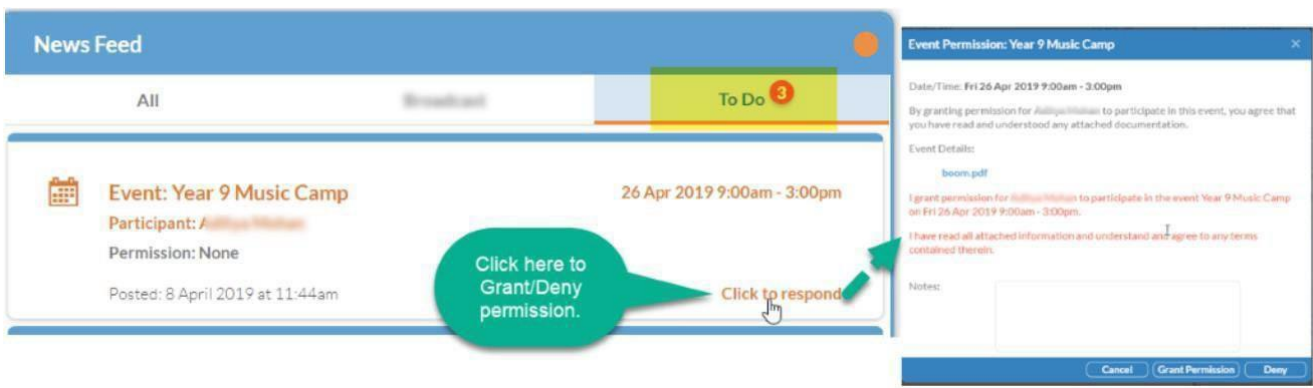 News Feed
All
To Do 3
Event: Year 9 Music Camp
26 Apr 2019 9:00am - 3:00pm
Participant:
Permission: None
Posted: 8 April 2019 at 11:44am
Click to respond
Click here to
Grant/Deny
permission.
Event Permission: Year 9 Music Camp
Date/Time: Fri 26 Apr 2019 9:00am - 3:00pm
By granting permission for to participate in this event, you agree that
you have read and understood any attached documentation.
Event Details:
boom.pdf
I grant permission for to participate in the event Year 9 Music Camp
on Fri 26 Apr 2019 9:00am - 3:00pm.
I have read all attached information and understand and agree to any terms
contained therein.
Notes:
Cancel
Grant Permission
Deny